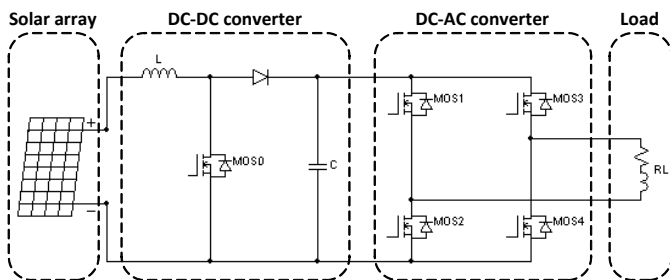 Solar array
DC-DC converter
DC-AC converter
Load
L
+
MOS1
MOS3
MOS0
C
RL
−
MOS2
MOS4